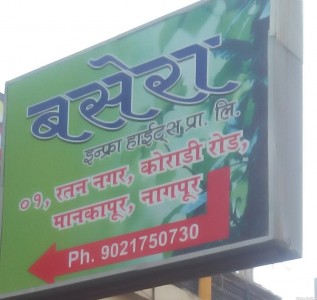 बसेरा
इन्फ्रा हाईट्स प्रा. लि.
०१, रतन नगर, कोराडी रोड,
मानकापूर, नागपूर
Ph. 9021750730